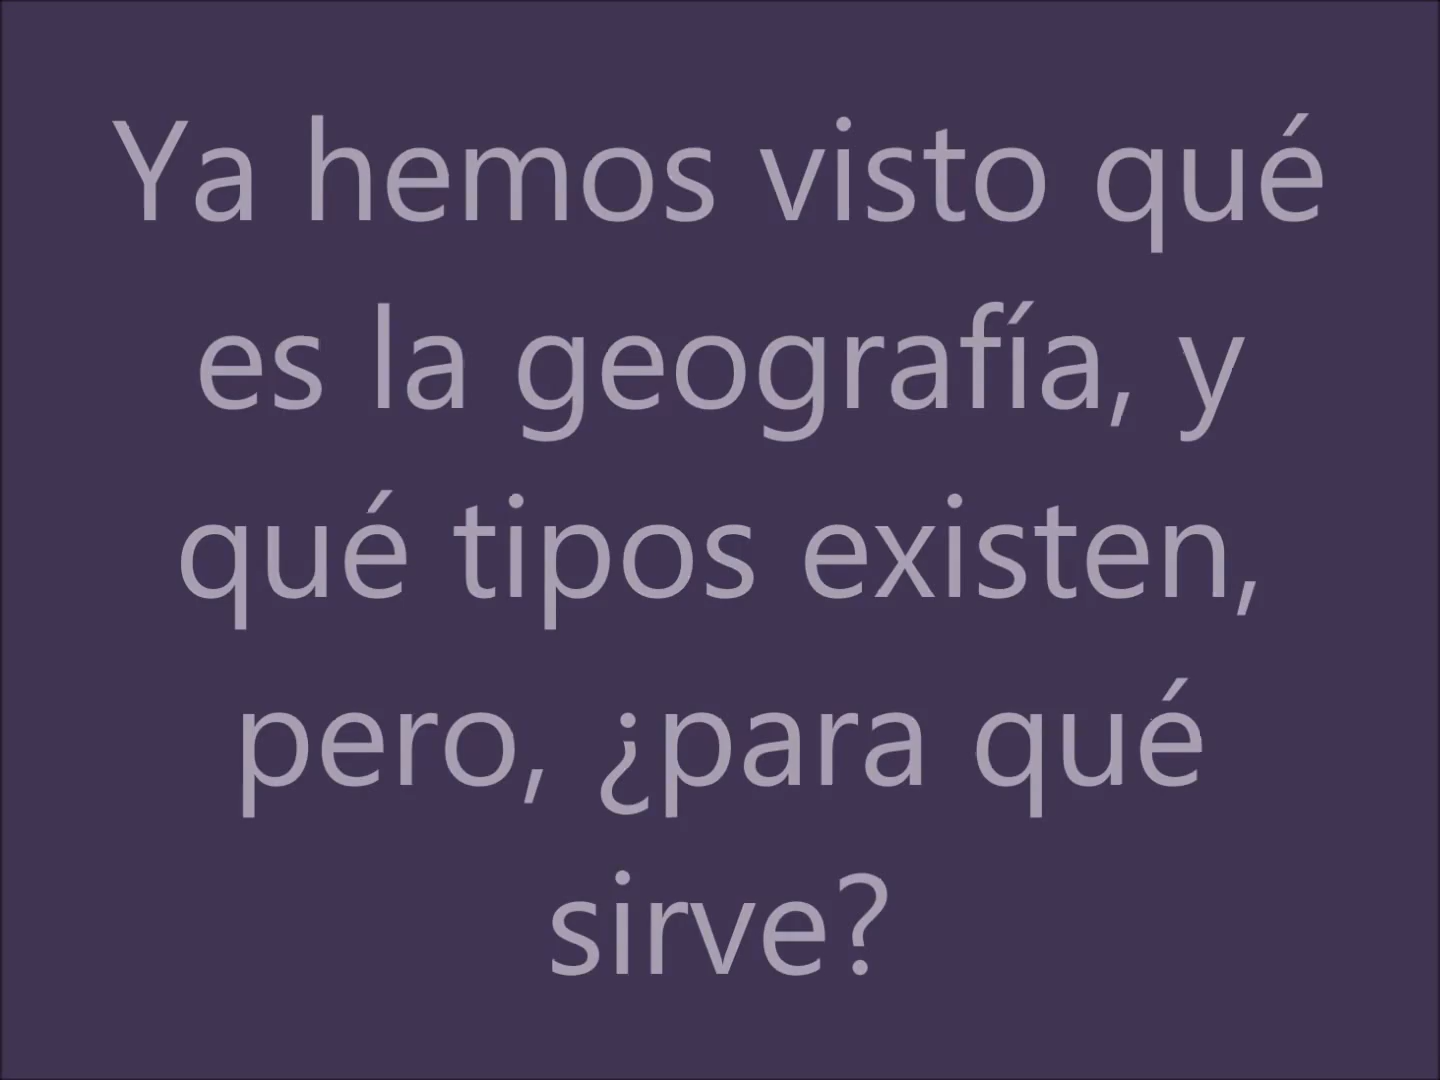 Ya hemos visto qué
es la geografía, y
qué tipos existen,
pero, ¿para qué
sirve?